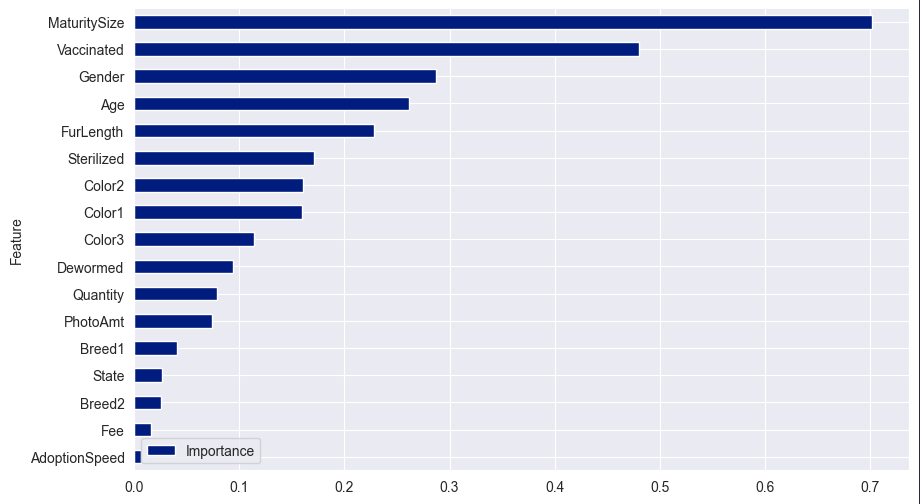 MaturitySize
Vaccinated
Gender
Age
FurLength
Sterilized
Color2
Color1
Color3
Dewormed
Quantity
PhotoAmt
Breed1
State
Breed2
Fee
AdoptionSpeed
Feature
Importance
0.0 0.1 0.2 0.3 0.4 0.5 0.6 0.7